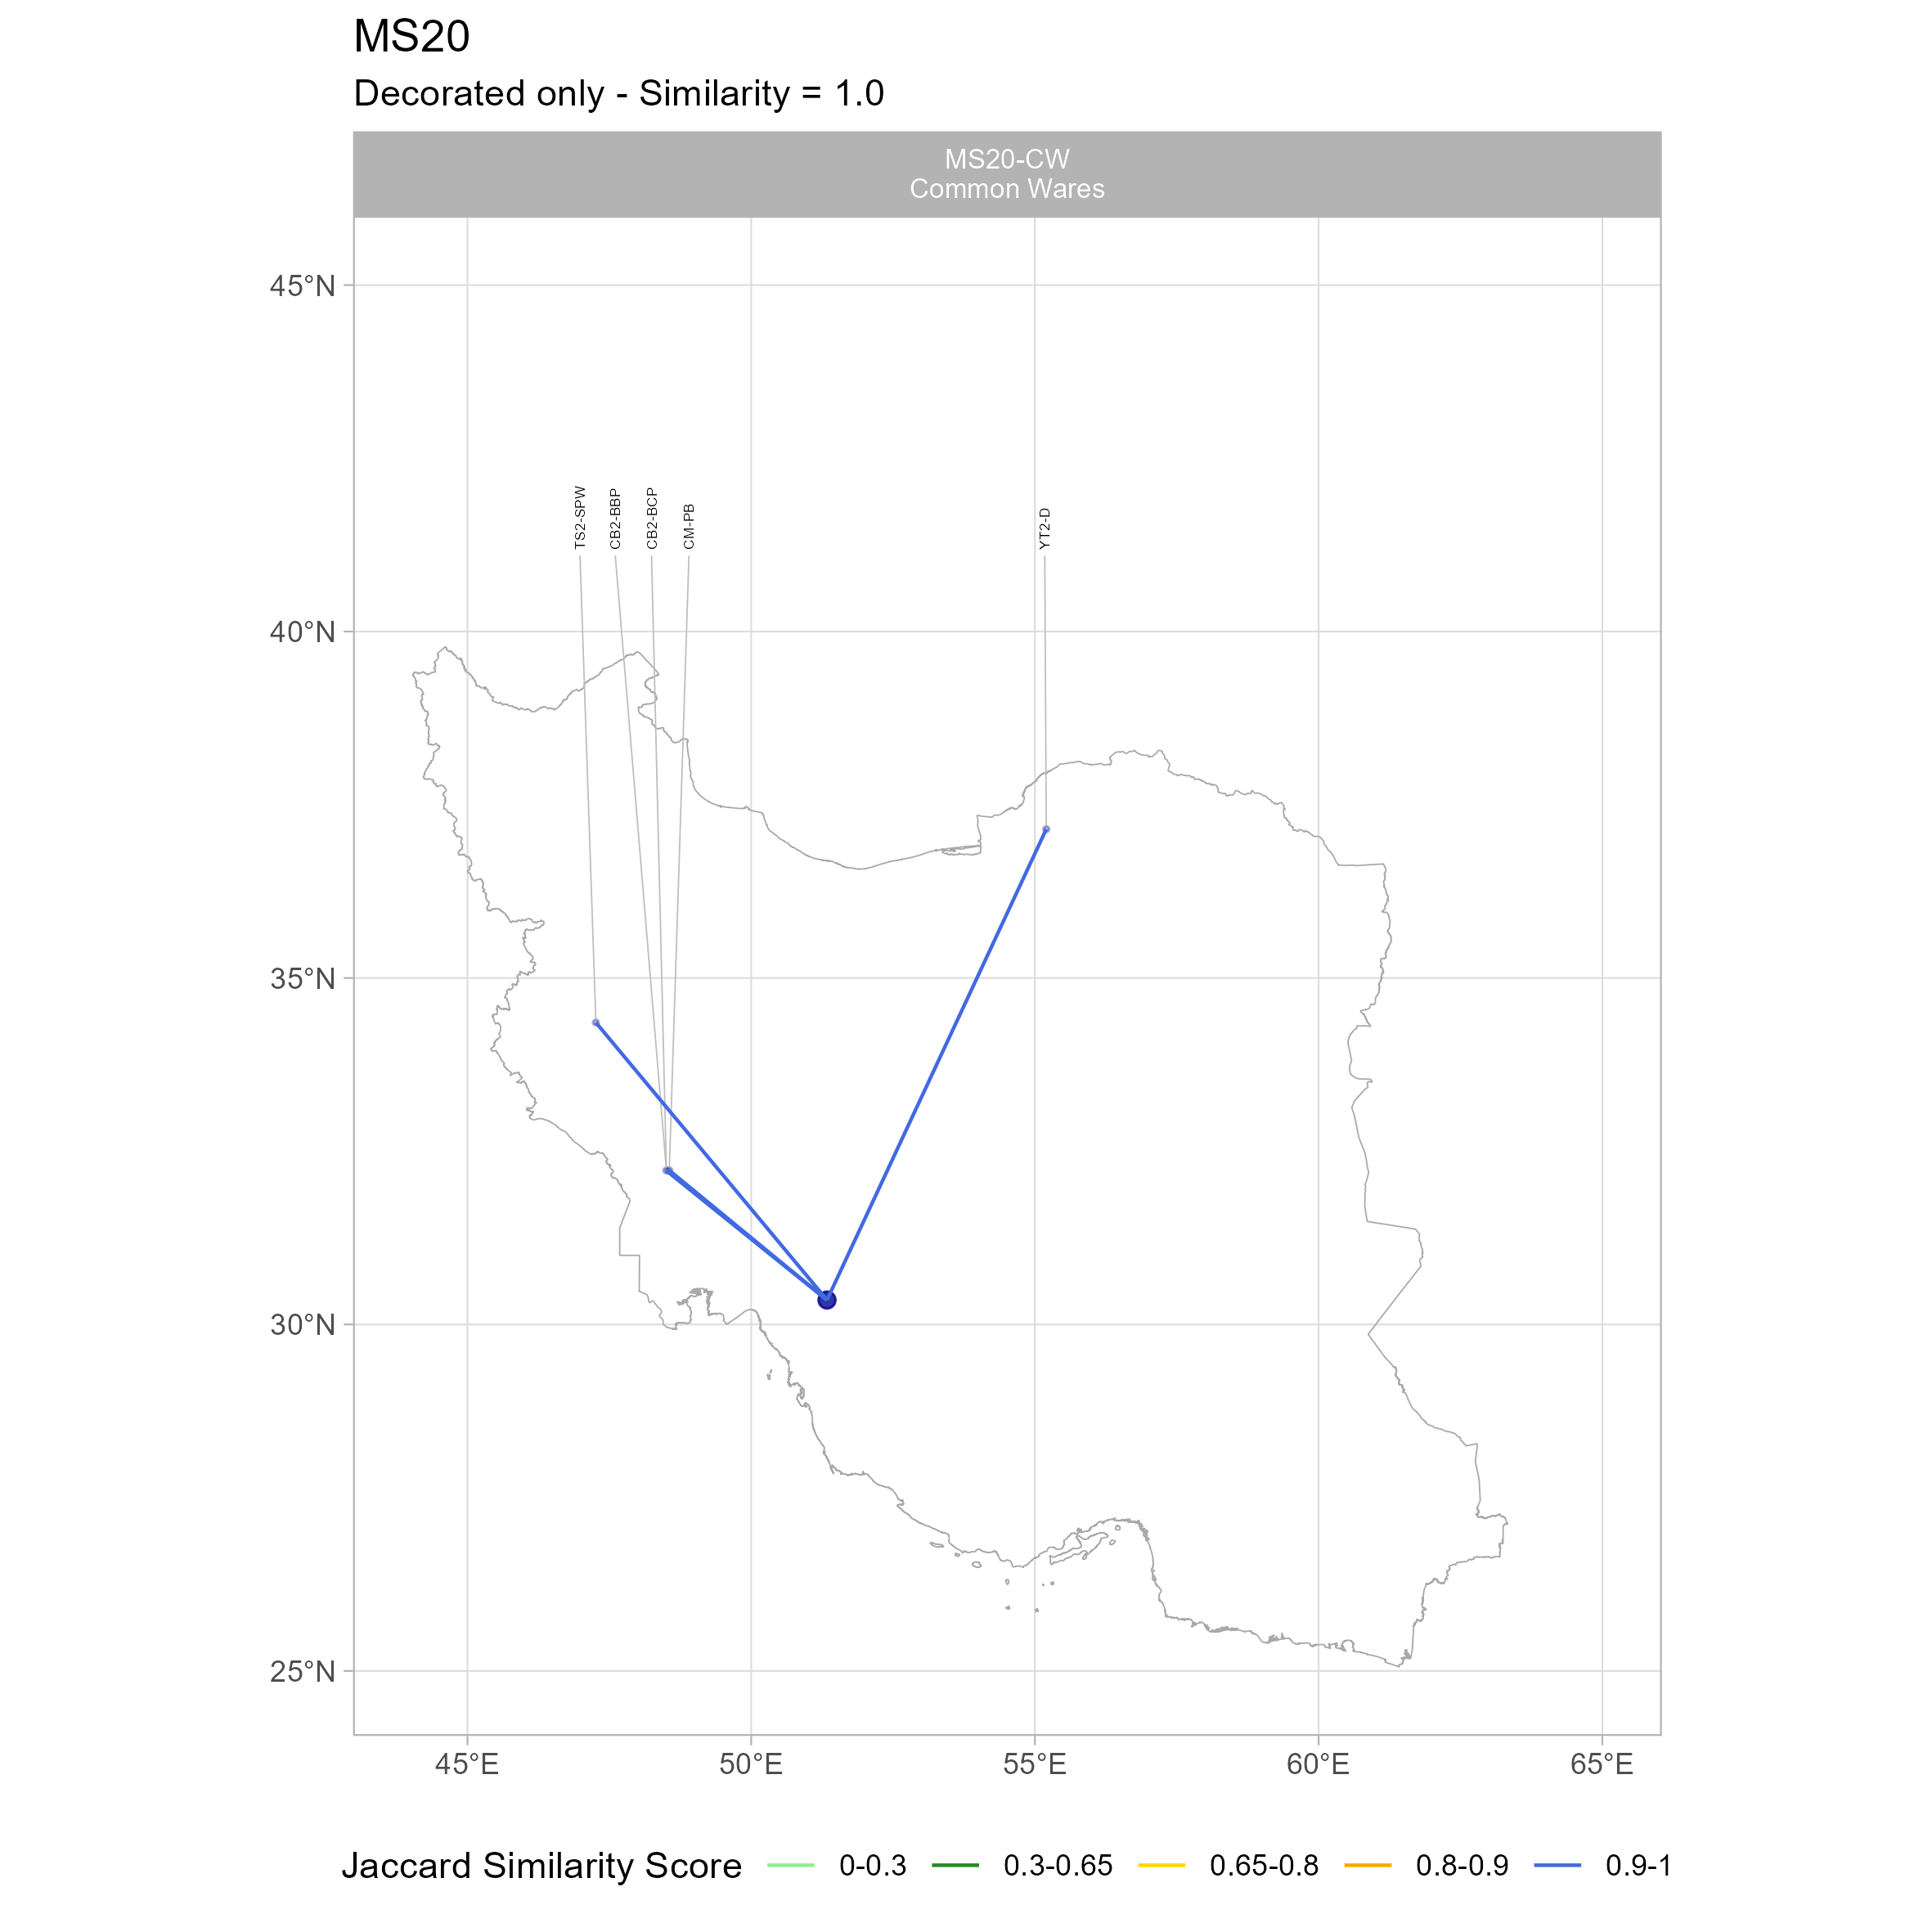 MS20
Decorated only - Similarity = 1.0
MS20-CW
Common Wares
45°N
40°N
35°N
30°N
25°N
TS2-SPW
CB2-BBP
CB2-BCP
CM-PB
YT2-D
45°E 50°E 55°E 60°E 65°E
Jaccard Similarity Score 0-0.3 0.3-0.65 0.65-0.8 0.8-0.9 0.9-1